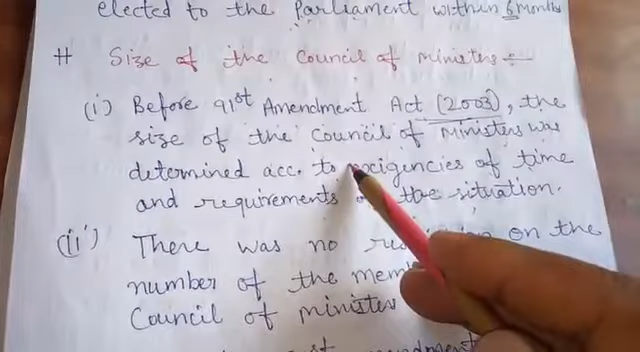 elected to the Parliament within 6 months
# Size of the Council of ministers ←
(i) Before 91st Amendment Act (2003), the
size of the Council of Ministers was
determined acc. to exigencies of time
and requirements of the situation.
(ii) There was no on the
number of the
Council of ministers